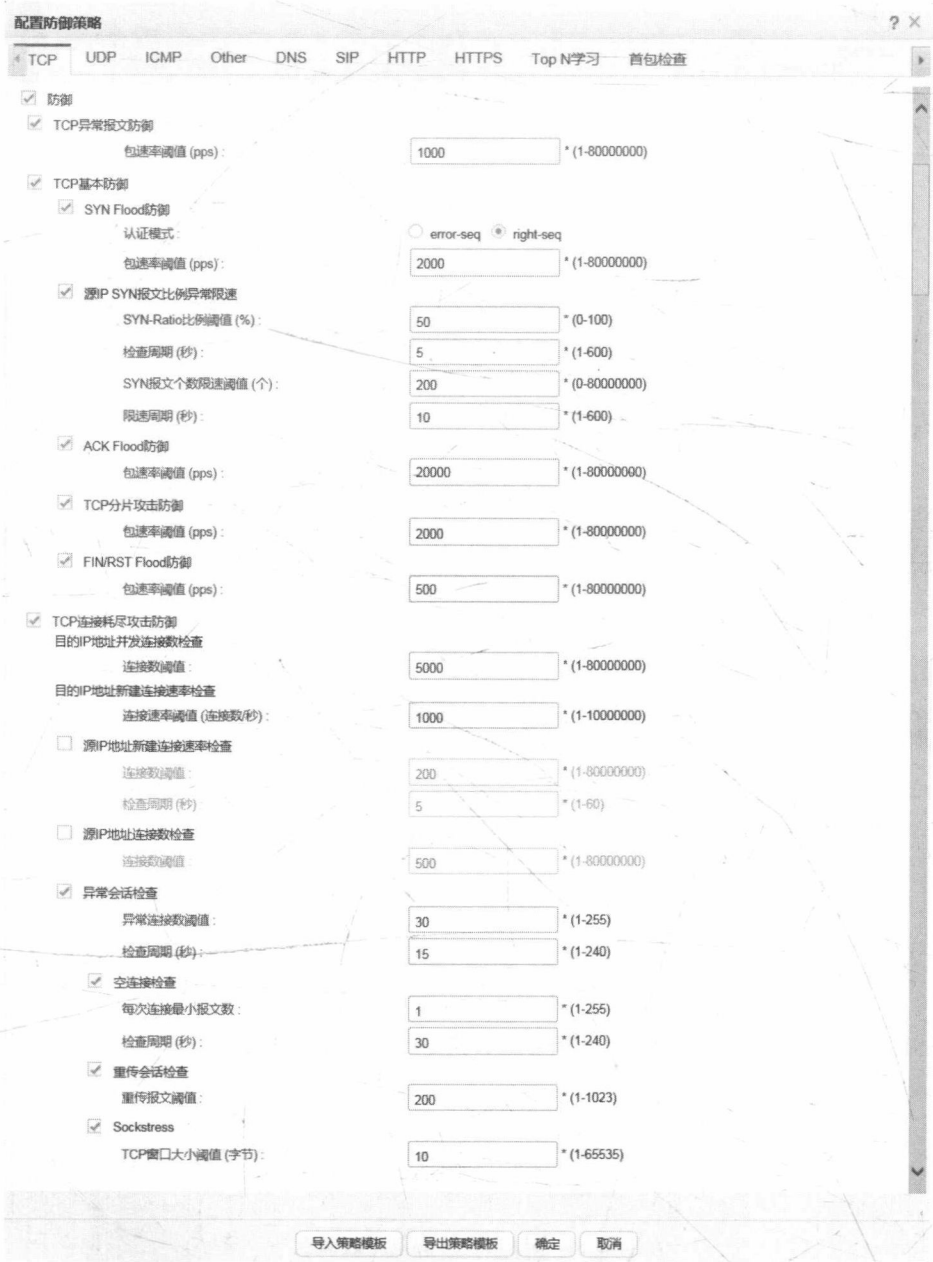 配置防御策略 ? ×
TCP UDP ICMP Other DNS SIP HTTP HTTPS Top N学习 首包检查
防御
TCP异常报文防御
包速率阈值 (pps) : 1000 * (1-80000000)
TCP基本防御
SYN Flood防御
认证模式 : error-seq right-seq
包速率阈值 (pps) : 2000 * (1-80000000)
源IP SYN报文比例异常限速
SYN-Ratio比例阈值 (%) : 50 * (0-100)
检查周期 (秒) : 5 * (1-600)
SYN报文个数限速阈值 (个) : 200 * (0-80000000)
限速周期 (秒) : 10 * (1-600)
ACK Flood防御
包速率阈值 (pps) : 20000 * (1-80000000)
TCP分片攻击防御
包速率阈值 (pps) : 2000 * (1-80000000)
FIN/RST Flood防御
包速率阈值 (pps) : 500 * (1-80000000)
TCP连接耗尽攻击防御
目的IP地址并发连接数检查
连接数阈值 : 5000 * (1-80000000)
目的IP地址新建连接速率检查
连接速率阈值 (连接数/秒) : 1000 * (1-10000000)
源IP地址新建连接速率检查
连接数阈值 : 200 * (1-80000000)
检查周期 (秒) 5 * (1-60)
源IP地址连接数检查
连接数阈值 500 * (1-80000000)
异常会话检查
异常连接数阈值 : 30 * (1-255)
检查周期 (秒) : 15 * (1-240)
空连接检查
每次连接最小报文数 : 1 * (1-255)
检查周期 (秒) : 30 * (1-240)
重传会话检查
重传报文阈值 : 200 * (1-1023)
Sockstress
TCP窗口大小阈值 (字节) : 10 * (1-65535)
导入策略模板 导出策略模板 确定 取消